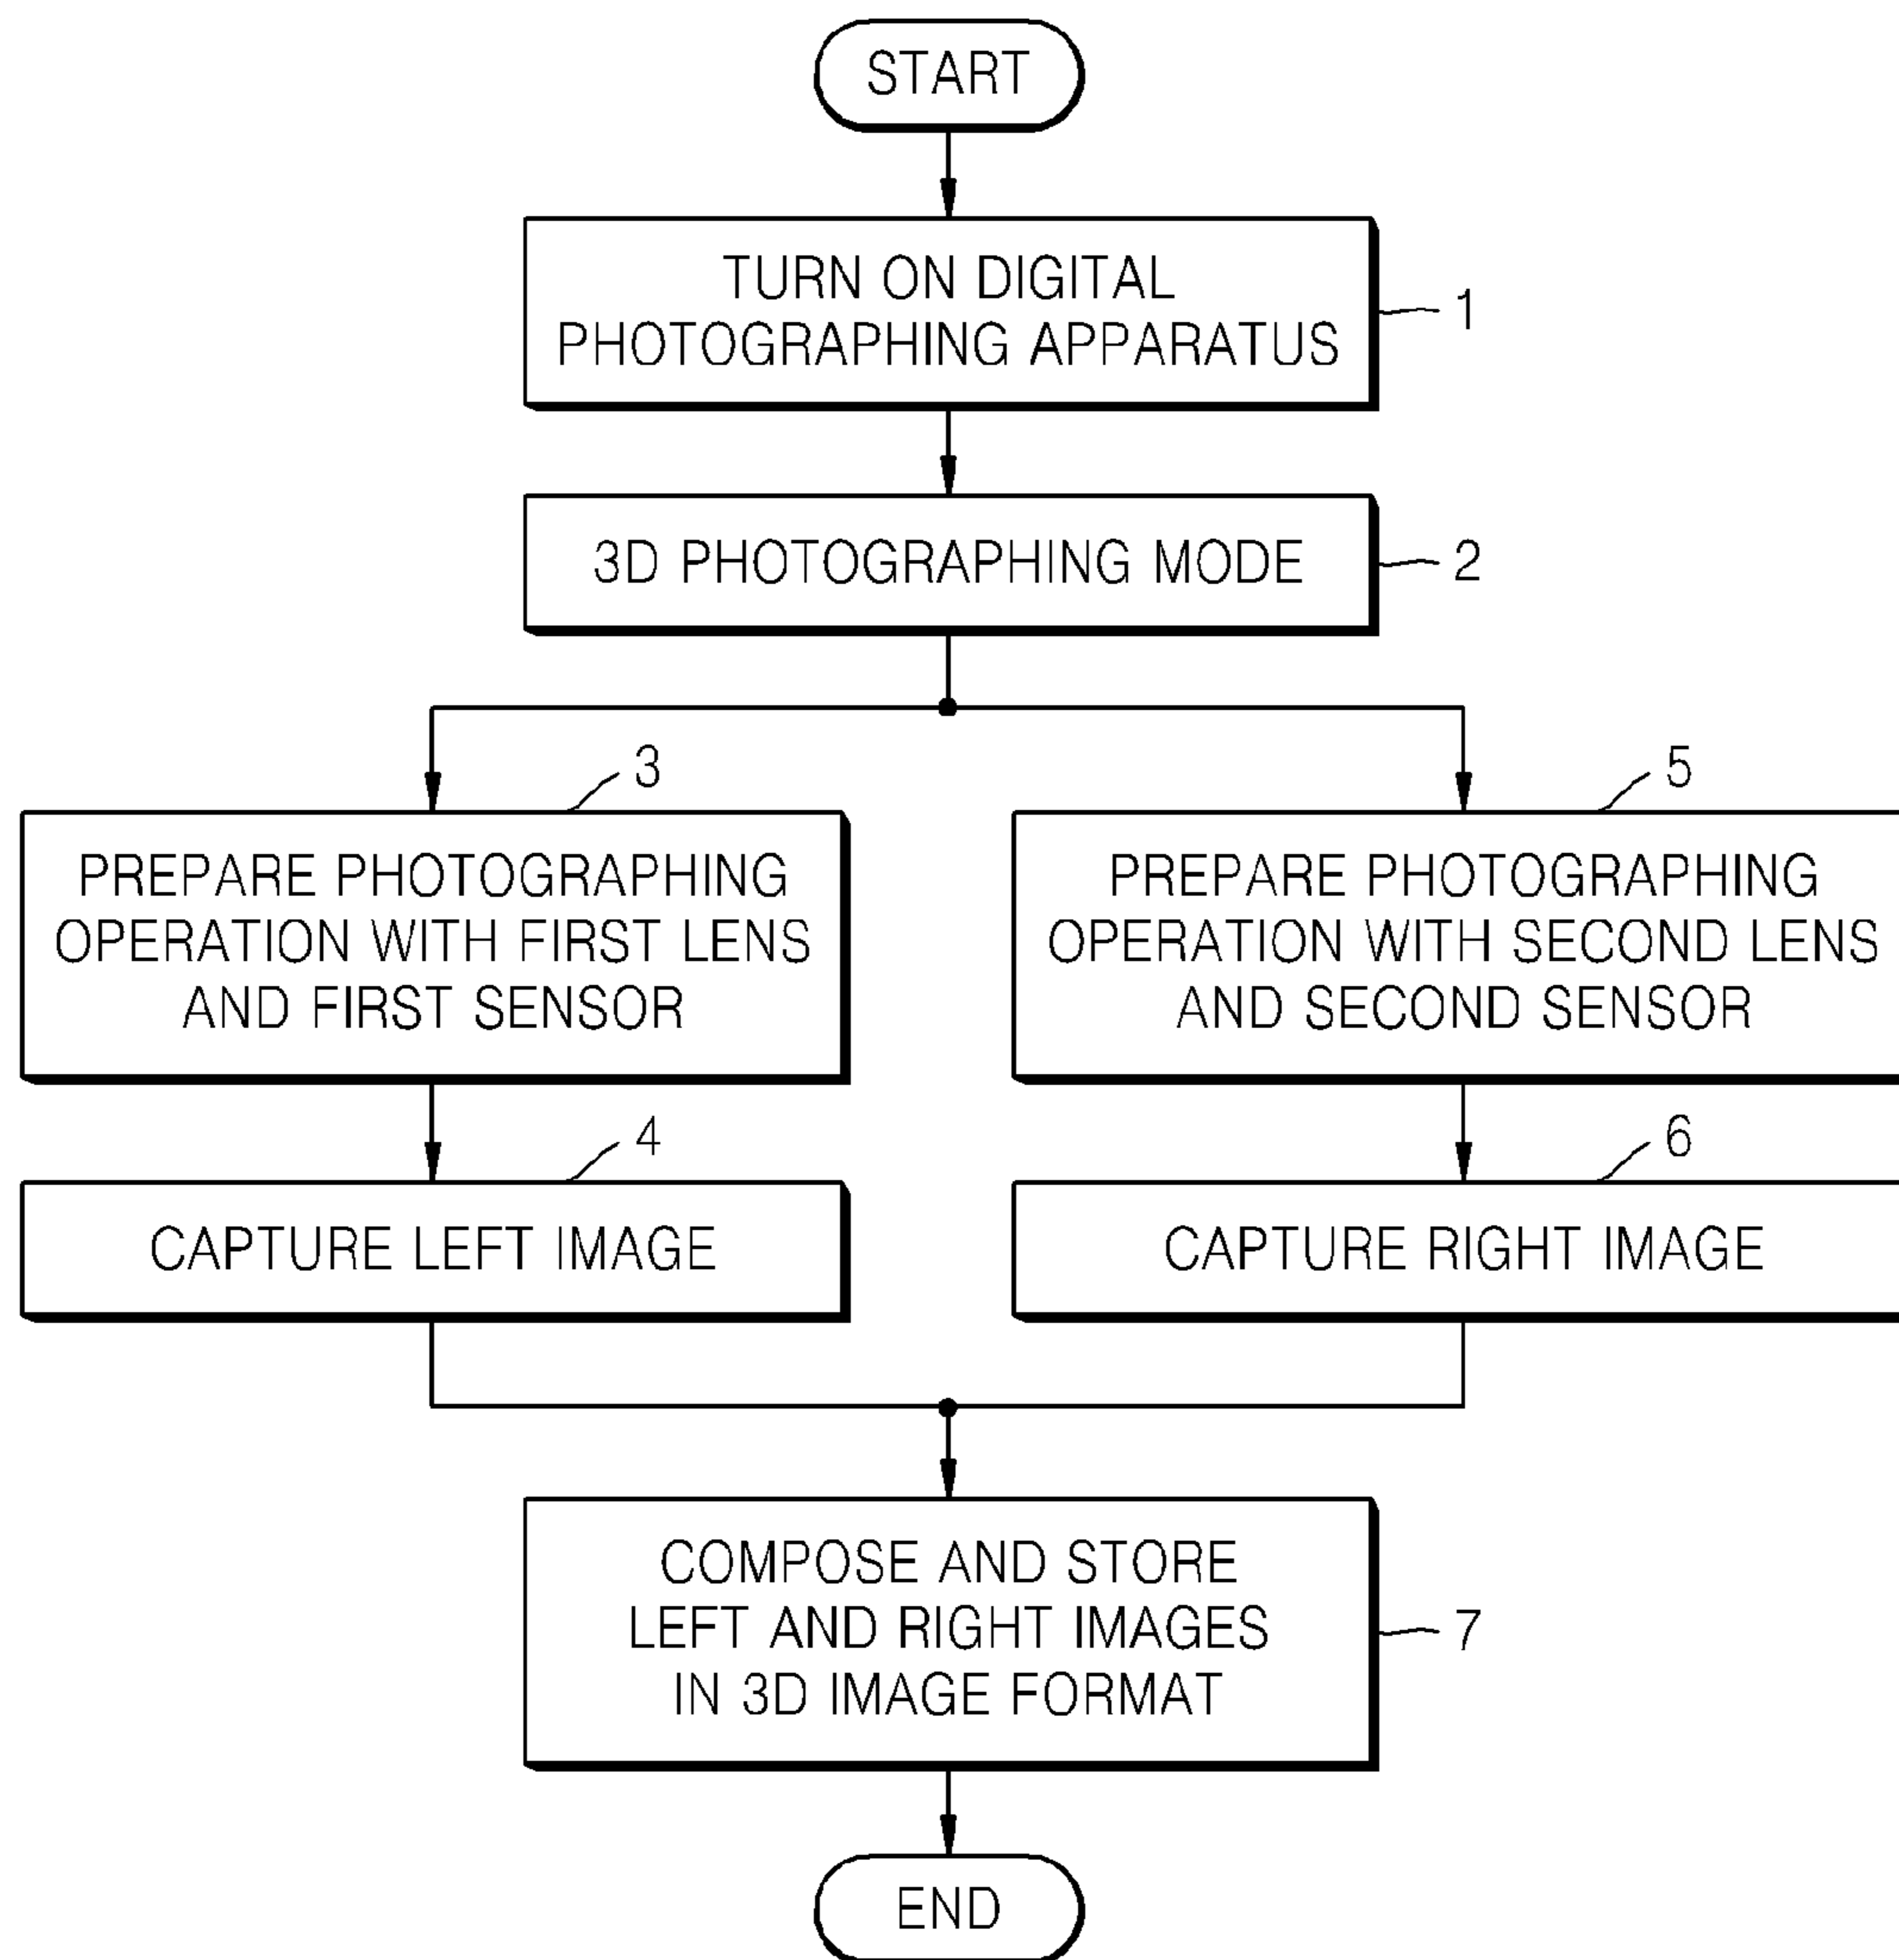 START
TURN ON DIGITAL
PHOTOGRAPHING APPARATUS
1
3D PHOTOGRAPHING MODE
2
3
PREPARE PHOTOGRAPHING
OPERATION WITH FIRST LENS
AND FIRST SENSOR
5
PREPARE PHOTOGRAPHING
OPERATION WITH SECOND LENS
AND SECOND SENSOR
4
CAPTURE LEFT IMAGE
6
CAPTURE RIGHT IMAGE
COMPOSE AND STORE
LEFT AND RIGHT IMAGES
IN 3D IMAGE FORMAT
7
END